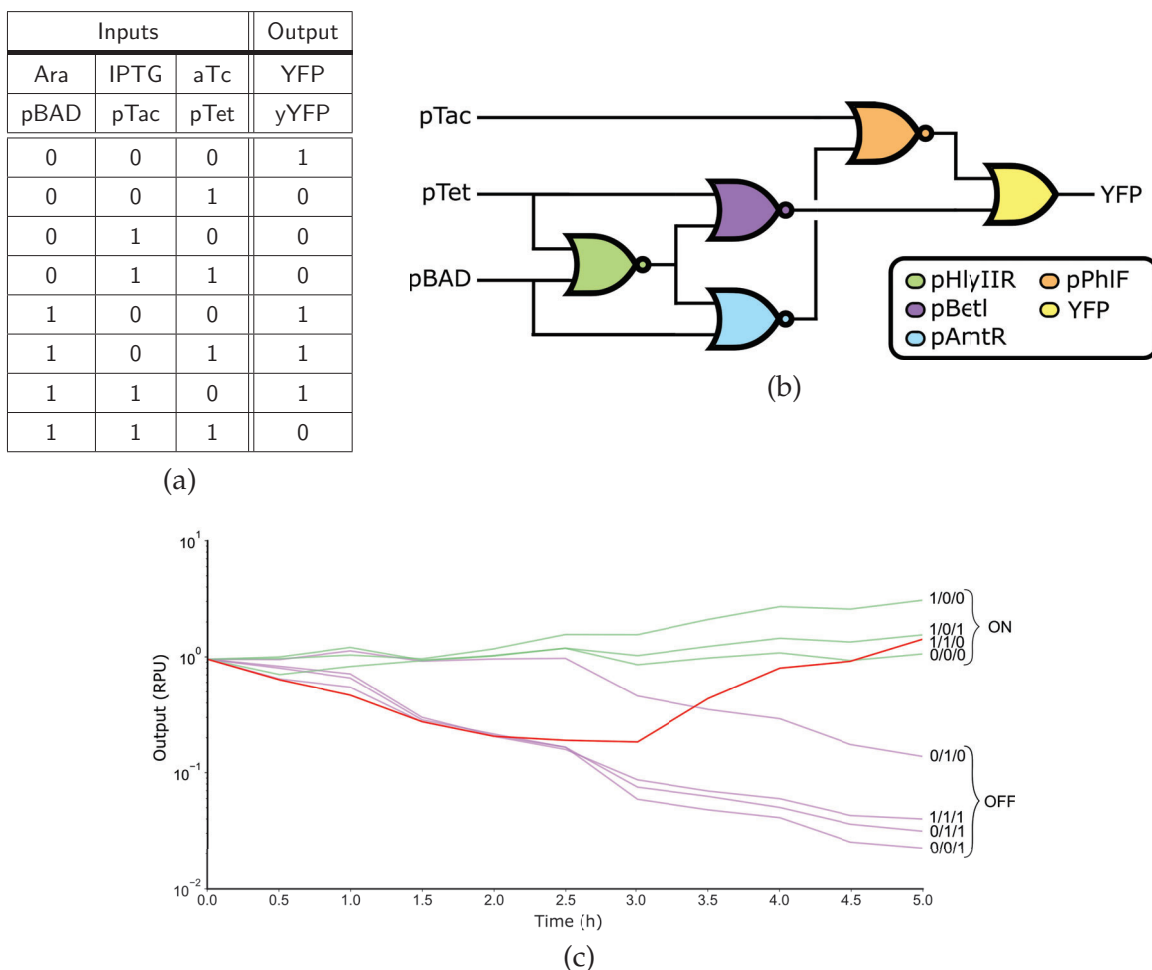 Inputs Output
Ara IPTG aTc YFP
pBAD pTac pTet yYFP
0 0 0 1
0 0 1 0
0 1 0 0
0 1 1 0
1 0 0 1
1 0 1 1
1 1 0 1
1 1 1 0
(a)
pTac
pTet
pBAD
YFP
pHlyIIR
pPhlF
pBetI
YFP
pAmtR
(b)
Output (RPU)
10^1
10^0
10^-1
10^-2
0.0 0.5 1.0 1.5 2.0 2.5 3.0 3.5 4.0 4.5 5.0
Time (h)
1/0/0
1/0/1
1/1/0
0/0/0
ON
0/1/0
1/1/1
0/1/1
0/0/1
OFF
(c)